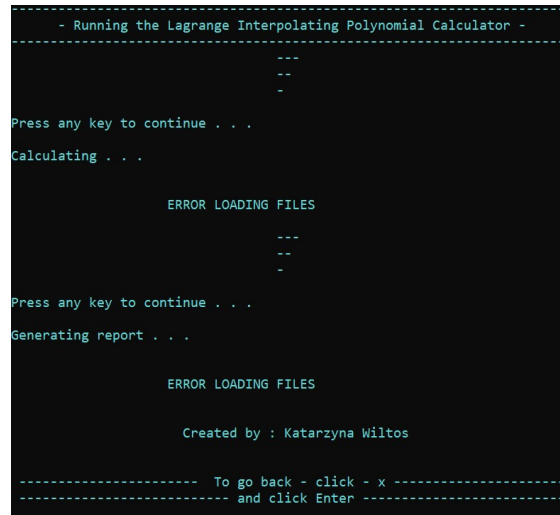 --------------------------------------------------------------------------
- Running the Lagrange Interpolating Polynomial Calculator -
--------------------------------------------------------------------------
---
--
-
Press any key to continue . . .
Calculating . . .
ERROR LOADING FILES
---
--
-
Press any key to continue . . .
Generating report . . .
ERROR LOADING FILES
Created by : Katarzyna Wiltos
------------------------ To go back - click - x ----------------------
---------------------------- and click Enter --------------------------